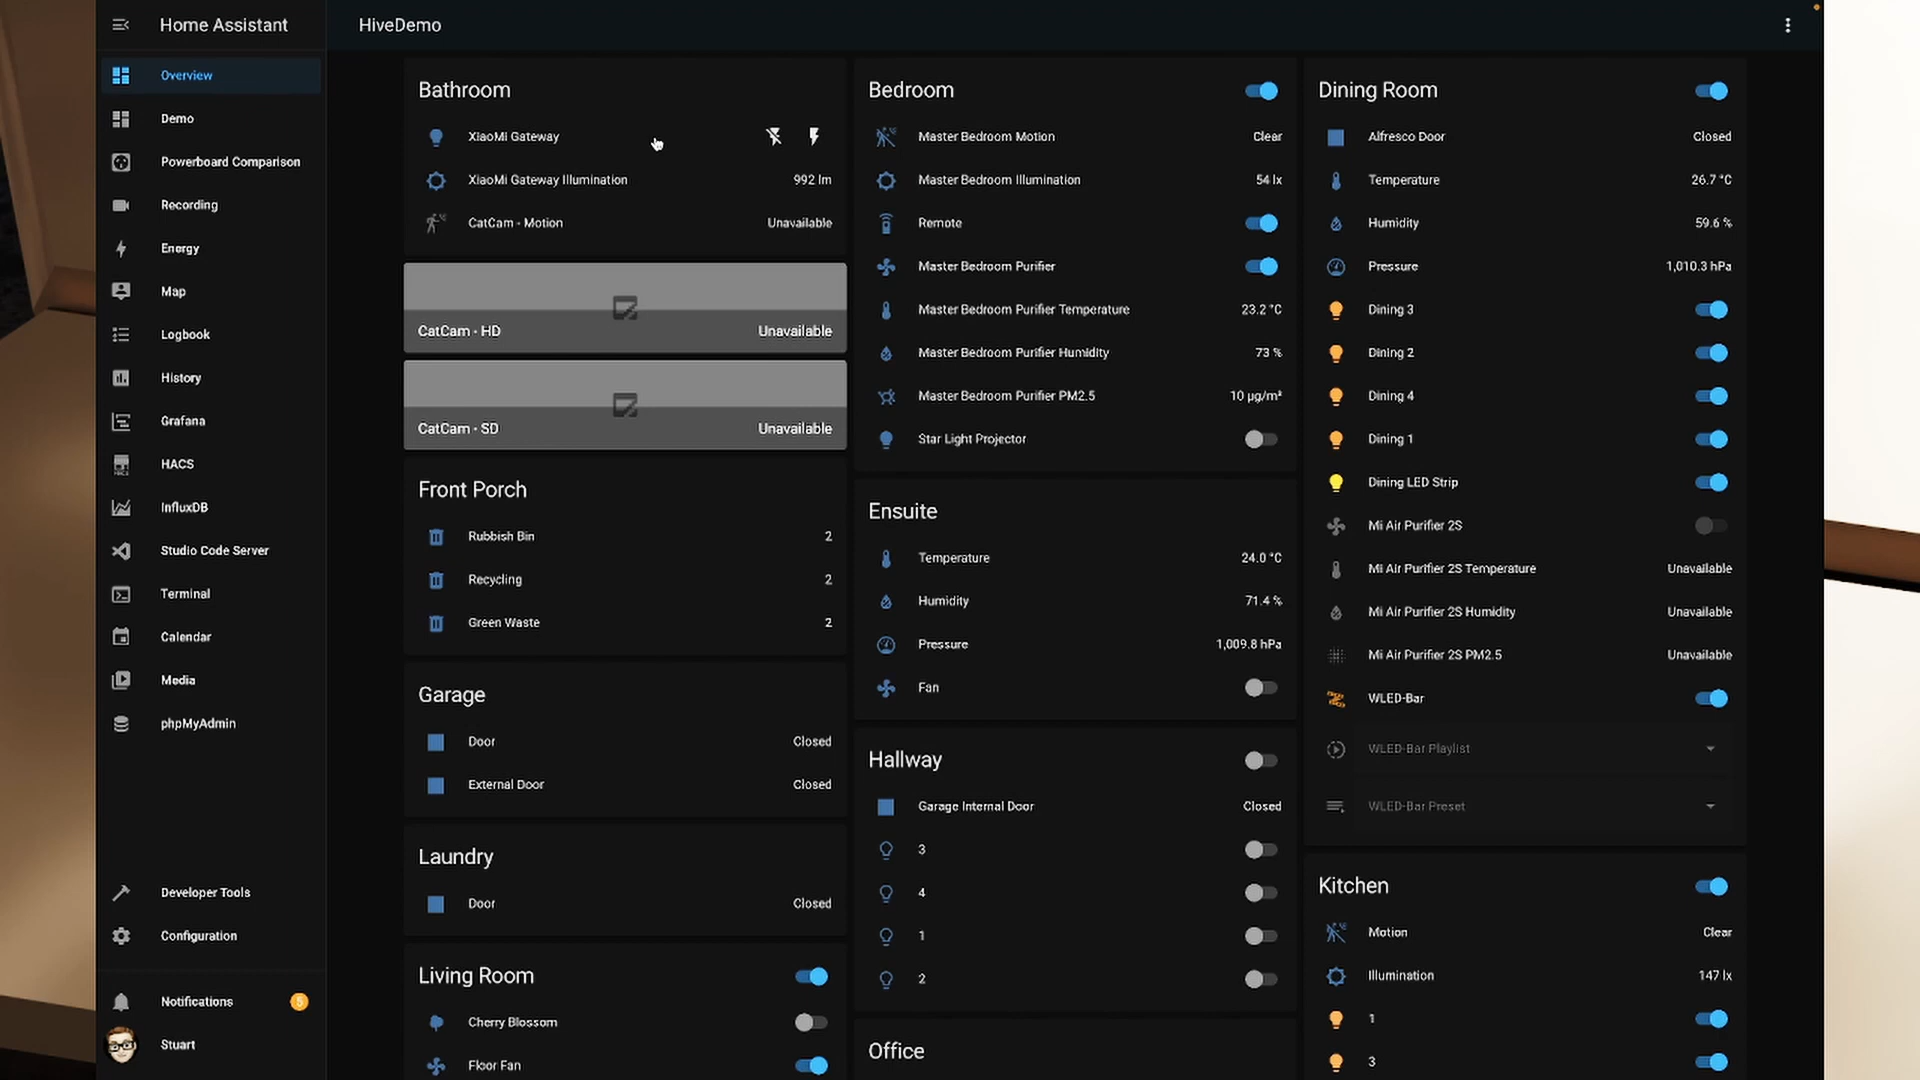 Home Assistant
HiveDemo
Overview
Demo
Powerboard Comparison
Recording
Energy
Map
Logbook
History
Grafana
HACS
InfluxDB
Studio Code Server
Terminal
Calendar
Media
phpMyAdmin
Developer Tools
Configuration
Notifications 5
Stuart
Bathroom
XiaoMi Gateway
XiaoMi Gateway Illumination 992 lm
CatCam - Motion Unavailable
CatCam - HD Unavailable
CatCam - SD Unavailable
Front Porch
Rubbish Bin 2
Recycling 2
Green Waste 2
Garage
Door Closed
External Door Closed
Laundry
Door Closed
Living Room
Cherry Blossom
Floor Fan
Bedroom
Master Bedroom Motion Clear
Master Bedroom Illumination 54 lx
Remote
Master Bedroom Purifier
Master Bedroom Purifier Temperature 23.2 °C
Master Bedroom Purifier Humidity 73 %
Master Bedroom Purifier PM2.5 10 µg/m³
Star Light Projector
Ensuite
Temperature 24.0 °C
Humidity 71.4 %
Pressure 1,009.8 hPa
Fan
Hallway
Garage Internal Door Closed
3
4
1
2
Office
Dining Room
Alfresco Door Closed
Temperature 26.7 °C
Humidity 59.6 %
Pressure 1,010.3 hPa
Dining 3
Dining 2
Dining 4
Dining 1
Dining LED Strip
Mi Air Purifier 2S
Mi Air Purifier 2S Temperature Unavailable
Mi Air Purifier 2S Humidity Unavailable
Mi Air Purifier 2S PM2.5 Unavailable
WLED-Bar
WLED-Bar Playlist
WLED-Bar Preset
Kitchen
Motion Clear
Illumination 147 lx
1
3